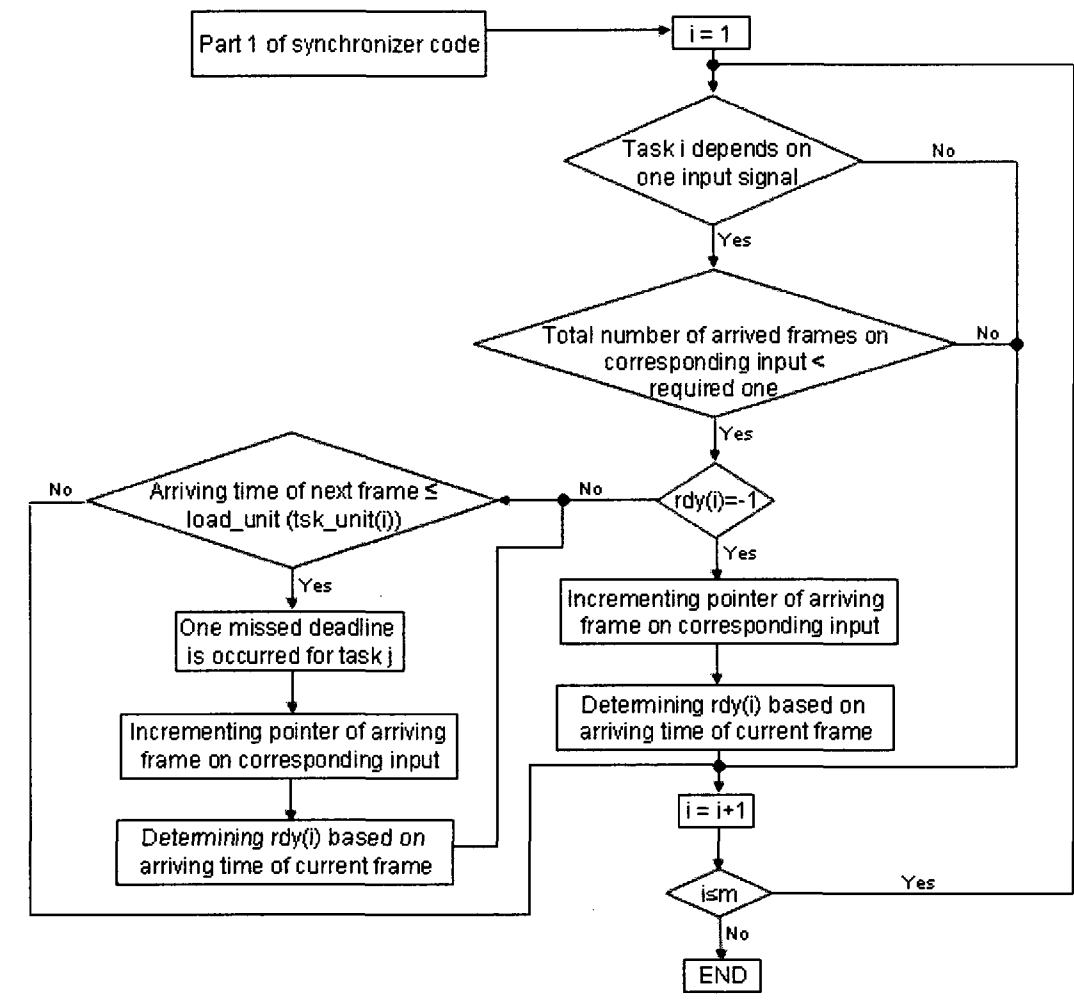 Part 1 of synchronizer code
i = 1
Task i depends on
one input signal
No
Yes
Total number of arrived frames on
corresponding input <
required one
No
Yes
rdy(i)=-1
No
Yes
Arriving time of next frame ≤
load_unit (tsk_unit(i))
No
Yes
One missed deadline
is occurred for task j
Incrementing pointer of arriving
frame on corresponding input
Determining rdy(i) based on
arriving time of current frame
Incrementing pointer of arriving
frame on corresponding input
Determining rdy(i) based on
arriving time of current frame
i = i+1
i≤m
Yes
No
END